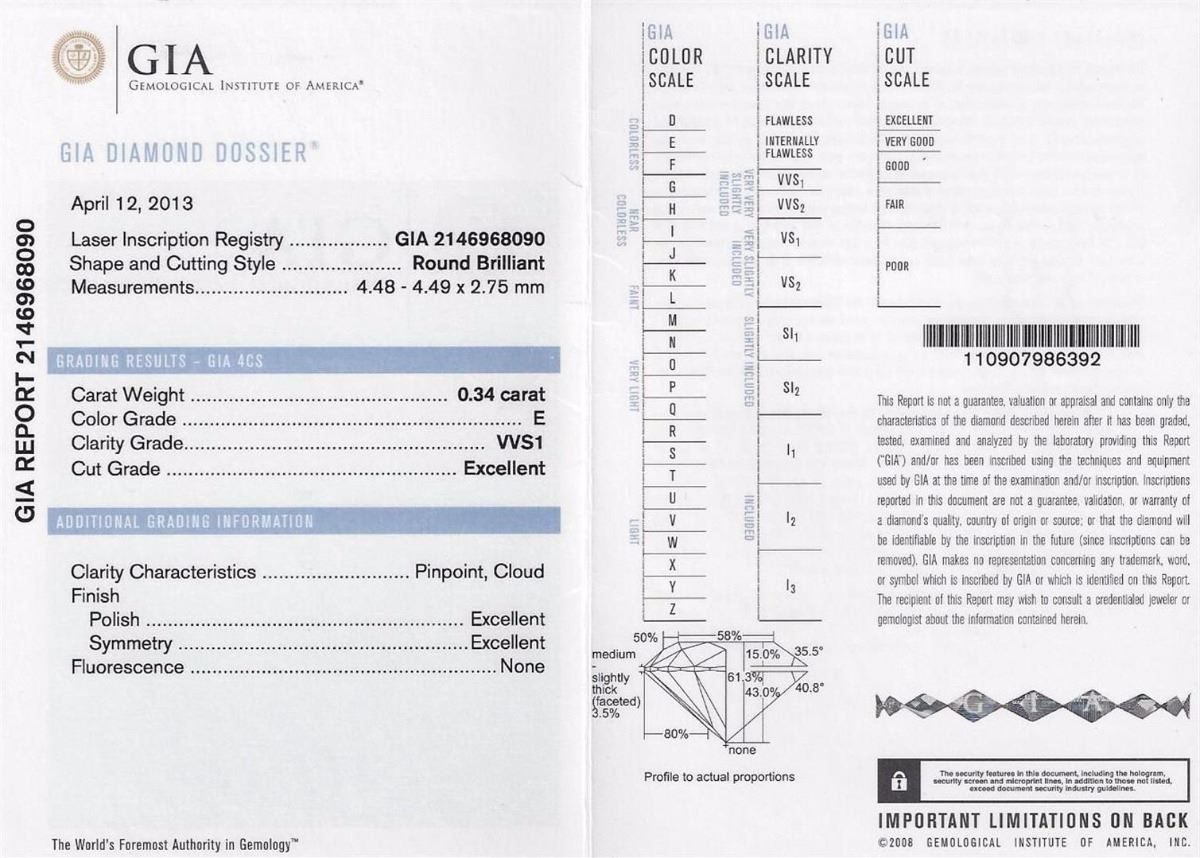 GIA REPORT 2146968090
GIA
GEMOLOGICAL INSTITUTE OF AMERICA®
GIA DIAMOND DOSSIER®
April 12, 2013
Laser Inscription Registry ................ GIA 2146968090
Shape and Cutting Style ..................... Round Brilliant
Measurements........................... 4.48 - 4.49 x 2.75 mm
GRADING RESULTS – GIA 4CS
Carat Weight ............................................. 0.34 carat
Color Grade .......................................................... E
Clarity Grade...................................................... VVS1
Cut Grade .................................................. Excellent
ADDITIONAL GRADING INFORMATION
Clarity Characteristics .......................... Pinpoint, Cloud
Finish
Polish ...................................................... Excellent
Symmetry ................................................. Excellent
Fluorescence ..................................................... None
The World's Foremost Authority in Gemology™
GIA
COLOR
SCALE
COLORLESS
D
E
F
NEAR
COLORLESS
G
H
I
J
FAINT
K
L
M
VERY LIGHT
N
O
P
Q
R
LIGHT
S
T
U
V
W
X
Y
Z
GIA
CLARITY
SCALE
FLAWLESS
INTERNALLY
FLAWLESS
VERY VERY
SLIGHTLY
INCLUDED
VVS1
VVS2
VERY SLIGHTLY
INCLUDED
VS1
VS2
SLIGHTLY INCLUDED
SI1
SI2
INCLUDED
I1
I2
I3
GIA
CUT
SCALE
EXCELLENT
VERY GOOD
GOOD
FAIR
POOR
110907986392
This Report is not a guarantee, valuation or appraisal and contains only the
characteristics of the diamond described herein after it has been graded,
tested, examined and analyzed by the laboratory providing this Report
("GIA") and/or has been inscribed using the techniques and equipment
used by GIA at the time of the examination and/or inscription. Inscriptions
reported in this document are not a guarantee, validation, or warranty of
a diamond's quality, country of origin or source; or that the diamond will
be identifiable by the inscription in the future (since inscriptions can be
removed). GIA makes no representation concerning any trademark, word,
or symbol which is inscribed by GIA or which is identified on this Report.
The recipient of this Report may wish to consult a credentialed jeweler or
gemologist about the information contained herein.
50%
58%
medium
-
slightly
thick
(faceted)
3.5%
15.0%
35.5°
61.3%
43.0%
40.8°
80%
none
Profile to actual proportions
G I A
The security features in this document, including the hologram,
security screen and microprint lines, in addition to those not listed,
exceed document security industry guidelines.
IMPORTANT LIMITATIONS ON BACK
©2008 GEMOLOGICAL INSTITUTE OF AMERICA, INC.